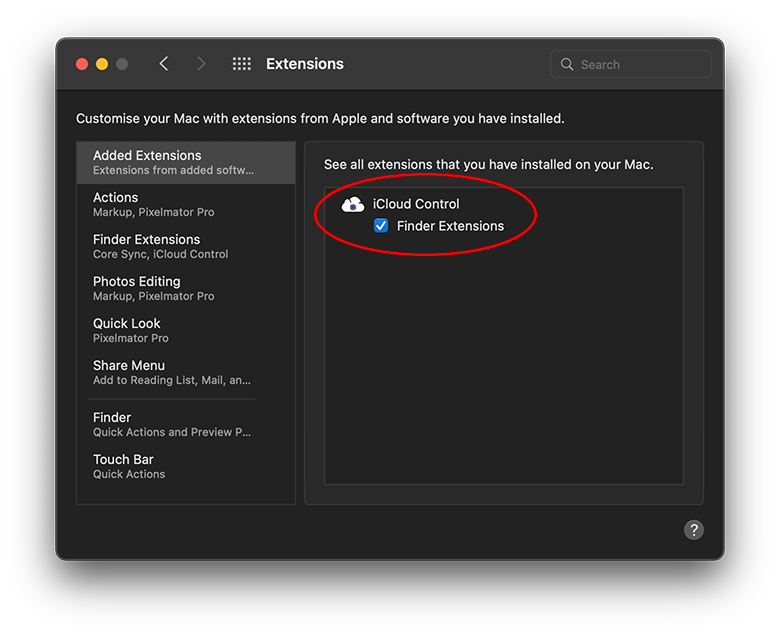 Extensions
Search
Customise your Mac with extensions from Apple and software you have installed.
Added Extensions
Extensions from added softw...
Actions
Markup, Pixelmator Pro
Finder Extensions
Core Sync, iCloud Control
Photos Editing
Markup, Pixelmator Pro
Quick Look
Pixelmator Pro
Share Menu
Add to Reading List, Mail, an...
Finder
Quick Actions and Preview P...
Touch Bar
Quick Actions
See all extensions that you have installed on your Mac.
iCloud Control
Finder Extensions
?